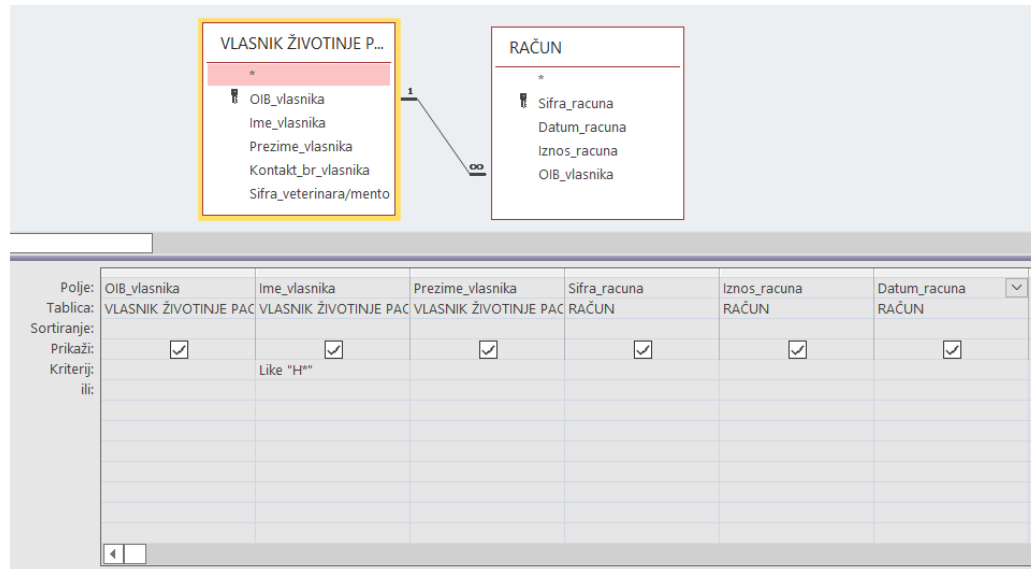 VLASNIK ŽIVOTINJE P...
*
OIB_vlasnika
Ime_vlasnika
Prezime_vlasnika
Kontakt_br_vlasnika
Sifra_veterinara/mento
1
∞
RAČUN
*
Sifra_racuna
Datum_racuna
Iznos_racuna
OIB_vlasnika
Polje: OIB_vlasnika Ime_vlasnika Prezime_vlasnika Sifra_racuna Iznos_racuna Datum_racuna
Tablica: VLASNIK ŽIVOTINJE PAC VLASNIK ŽIVOTINJE PAC VLASNIK ŽIVOTINJE PAC RAČUN RAČUN RAČUN
Sortiranje:
Prikaži:
Kriterij: Like "H*"
ili: